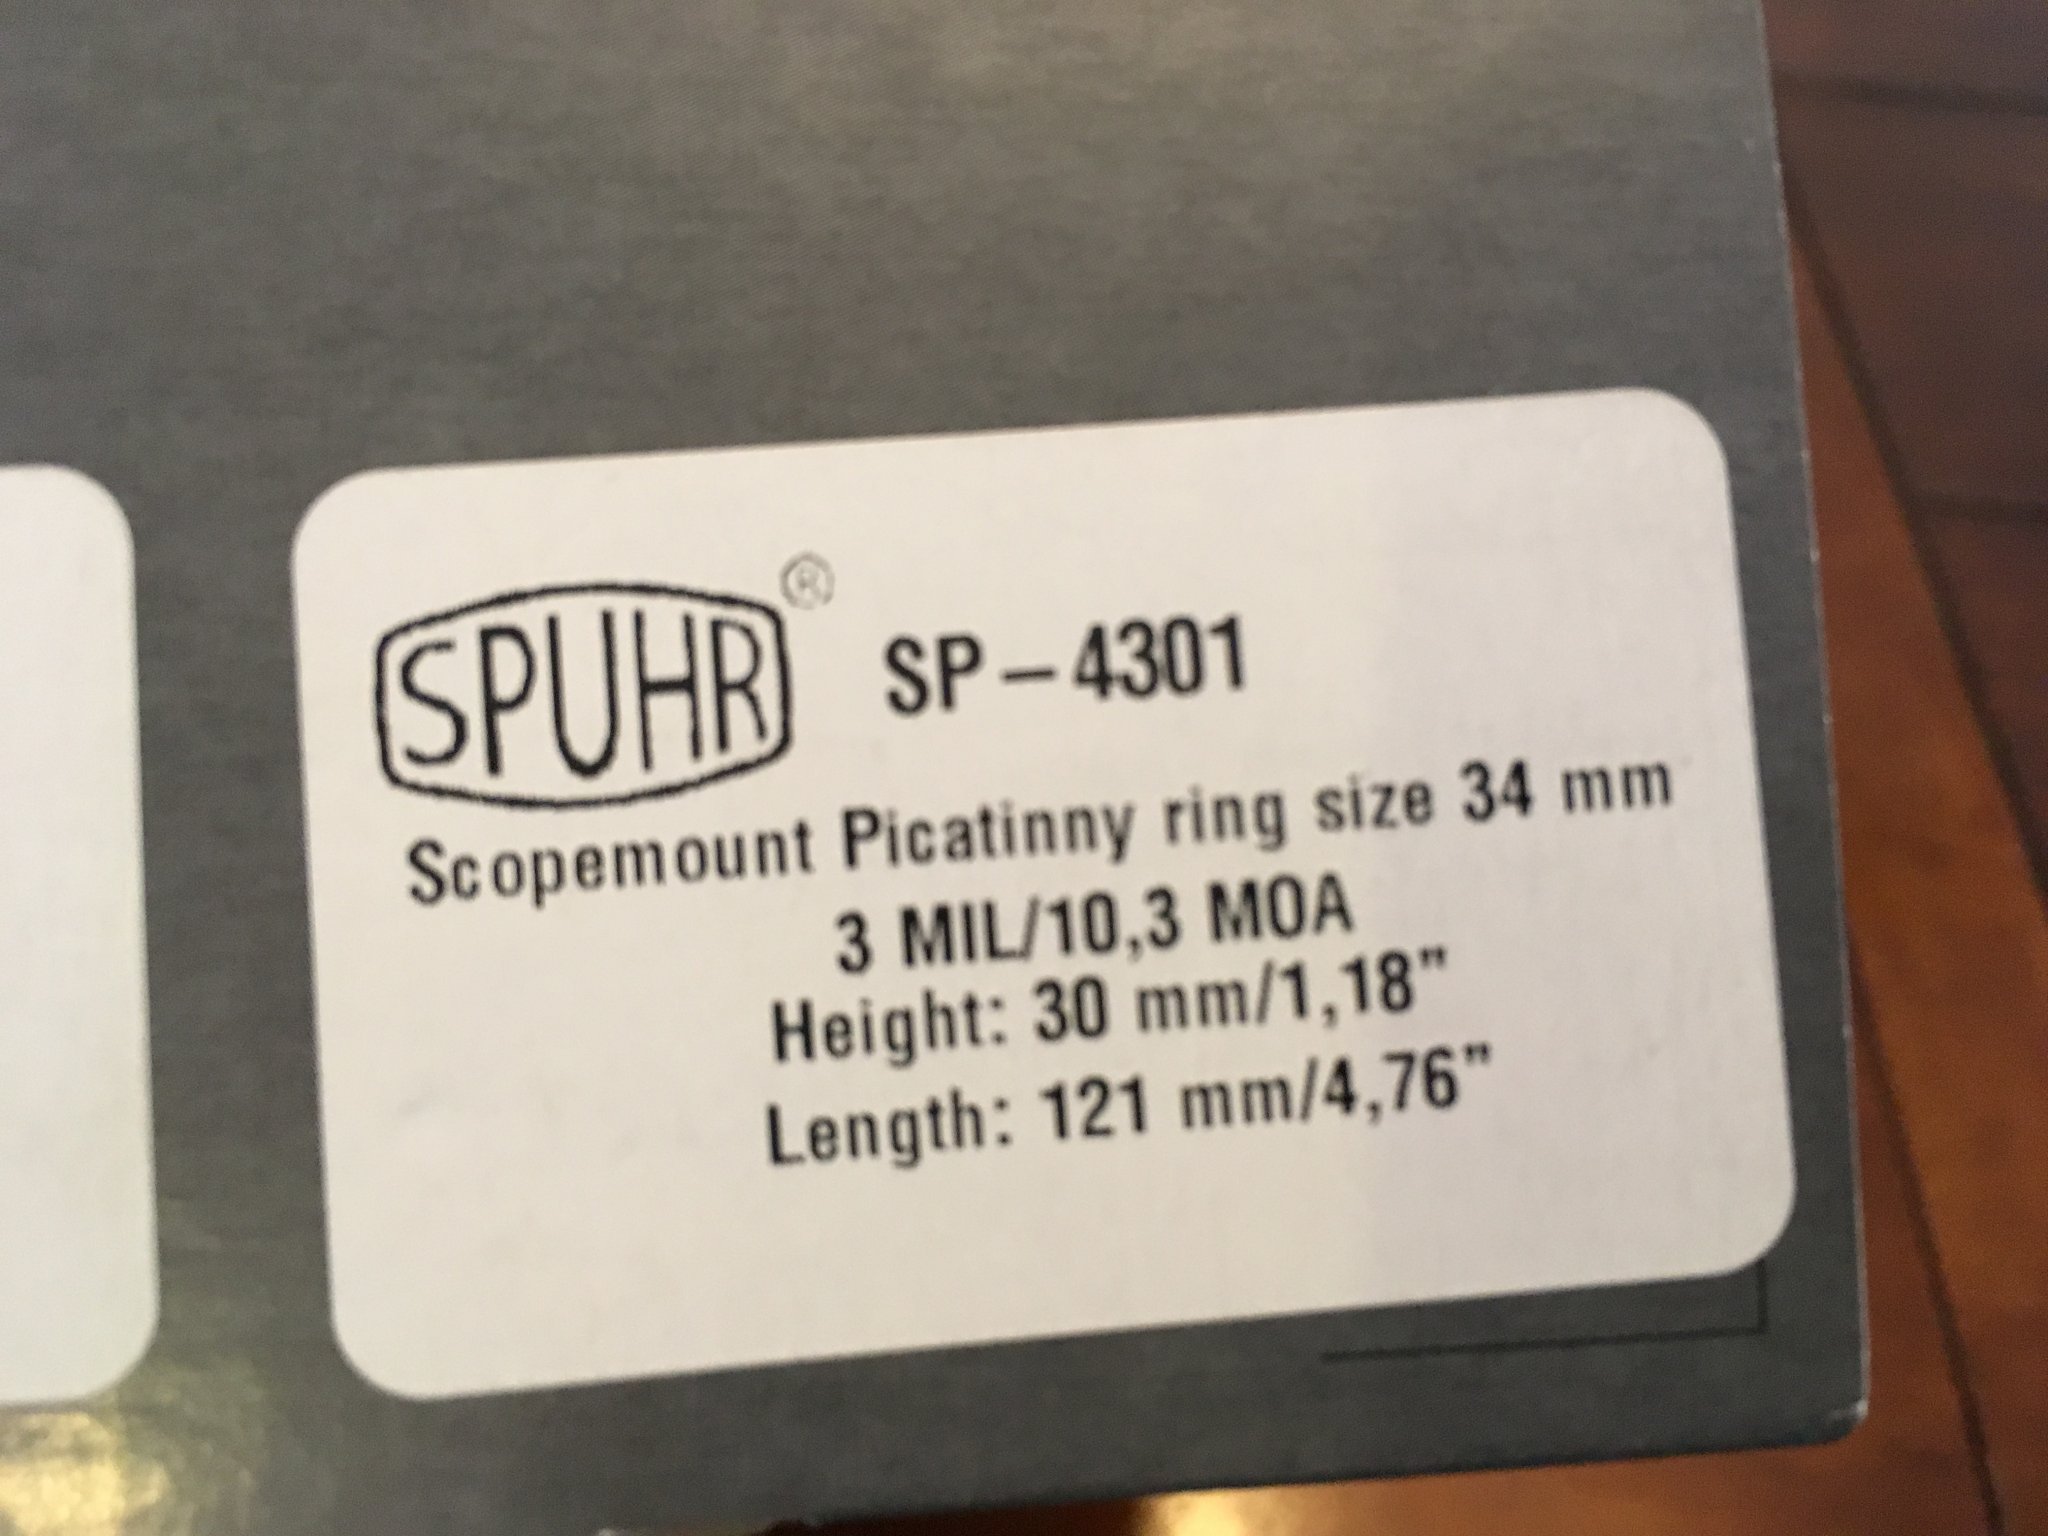 SPUHR ® SP-4301
Scopemount Picatinny ring size 34 mm
3 MIL/10,3 MOA
Height: 30 mm/1,18"
Length: 121 mm/4,76"